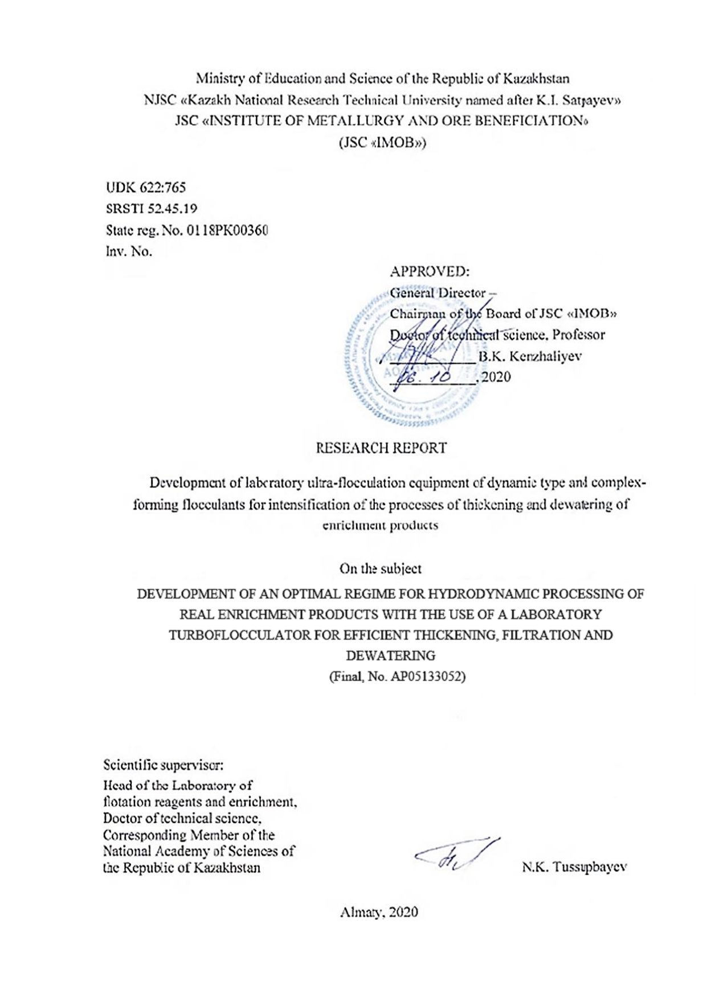 Ministry of Education and Science of the Republic of Kazakhstan
NJSC «Kazakh National Research Technical University named after K.I. Satpayev»
JSC «INSTITUTE OF METALLURGY AND ORE BENEFICIATION»
(JSC «IMOB»)
UDK 622:765
SRSTI 52.45.19
State reg. No. 0118PK00360
Inv. No.
APPROVED:
General Director –
Chairman of the Board of JSC «IMOB»
Doctor of technical science, Professor
B.K. Kenzhaliyev
06. 10 , 2020
RESEARCH REPORT
Development of laboratory ultra-flocculation equipment of dynamic type and complex-
forming flocculants for intensification of the processes of thickening and dewatering of
enrichment products
On the subject
DEVELOPMENT OF AN OPTIMAL REGIME FOR HYDRODYNAMIC PROCESSING OF
REAL ENRICHMENT PRODUCTS WITH THE USE OF A LABORATORY
TURBOFLOCCULATOR FOR EFFICIENT THICKENING, FILTRATION AND
DEWATERING
(Final, No. AP05133052)
Scientific supervisor:
Head of the Laboratory of
flotation reagents and enrichment,
Doctor of technical science,
Corresponding Member of the
National Academy of Sciences of
the Republic of Kazakhstan
N.K. Tussupbayev
Almaty, 2020